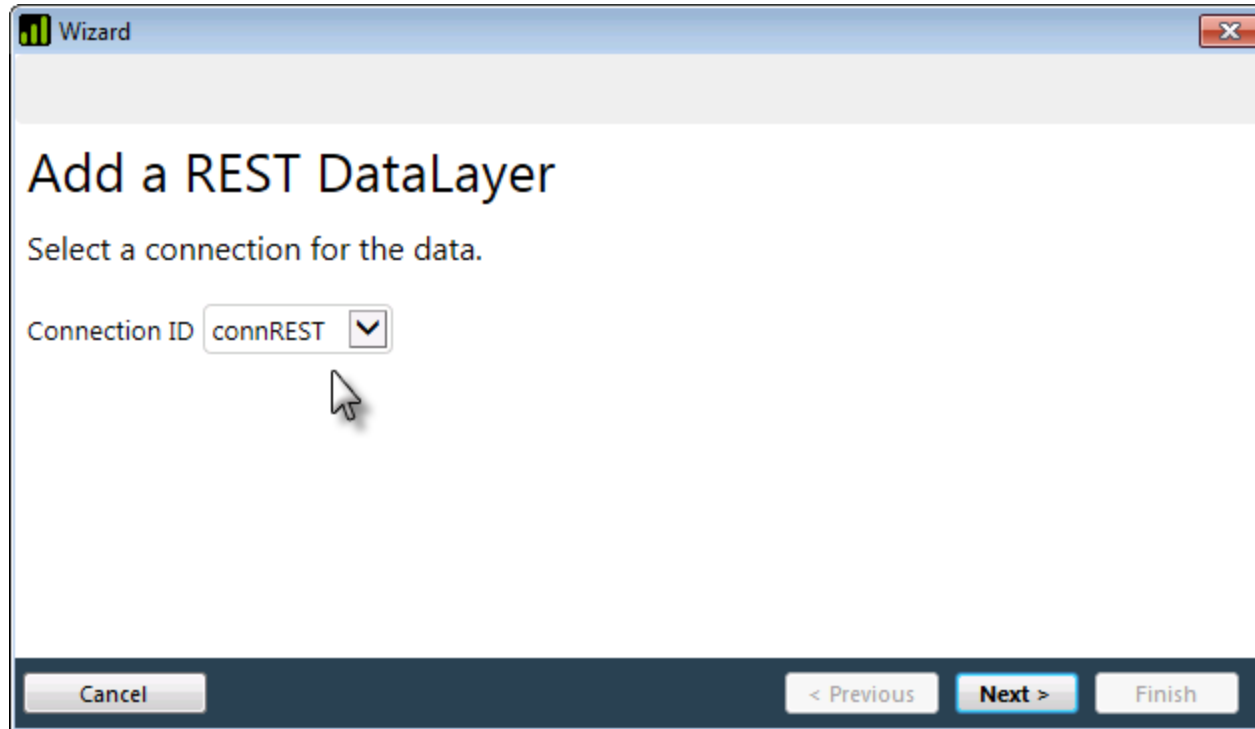 Wizard
Add a REST DataLayer
Select a connection for the data.
Connection ID connREST
Cancel < Previous Next > Finish